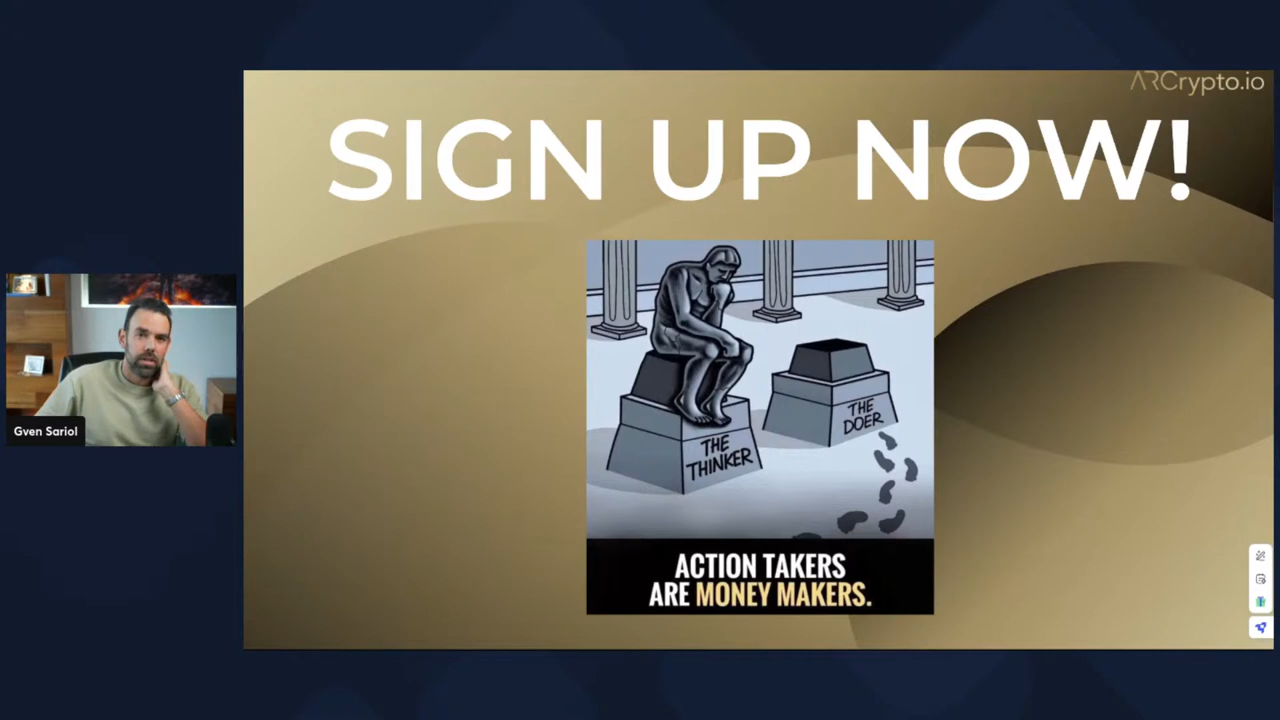 ARCrypto.io
SIGN UP NOW!
THE
THINKER
THE
DOER
ACTION TAKERS
ARE MONEY MAKERS.
Gven Sariol